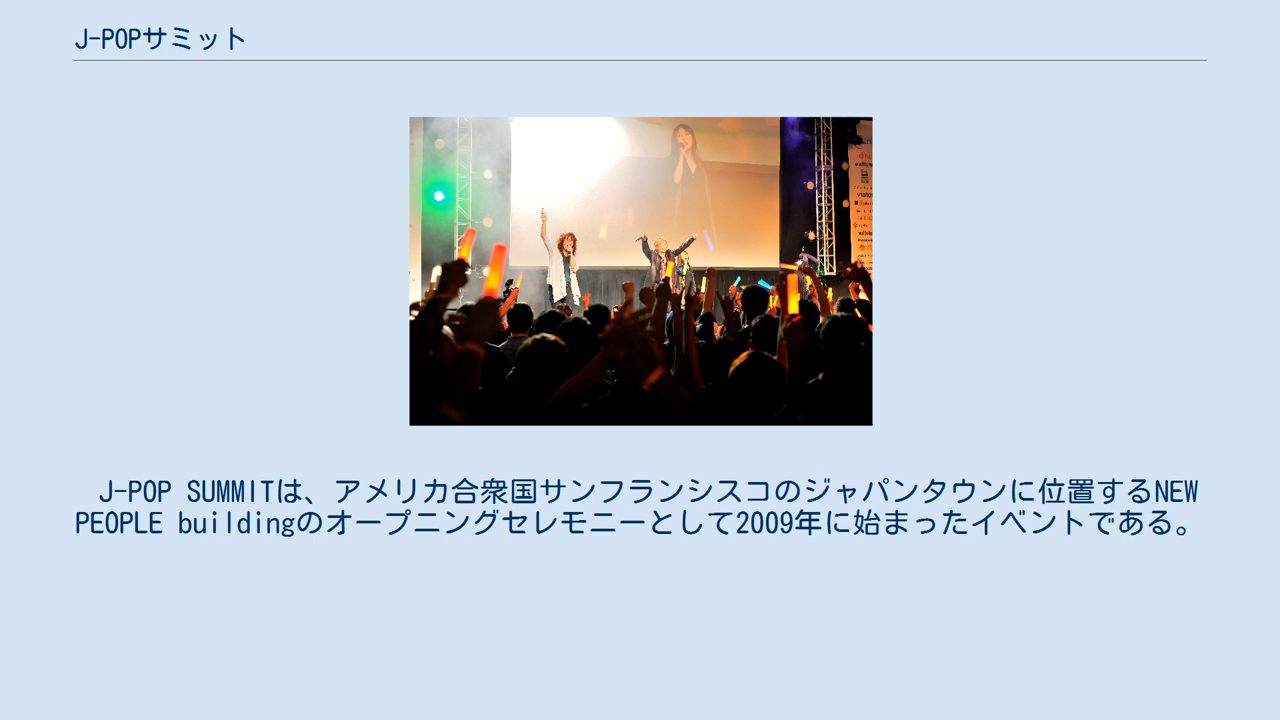 J-POPサミット
J-POP SUMMITは、アメリカ合衆国サンフランシスコのジャパンタウンに位置するNEW
PEOPLE buildingのオープニングセレモニーとして2009年に始まったイベントである。